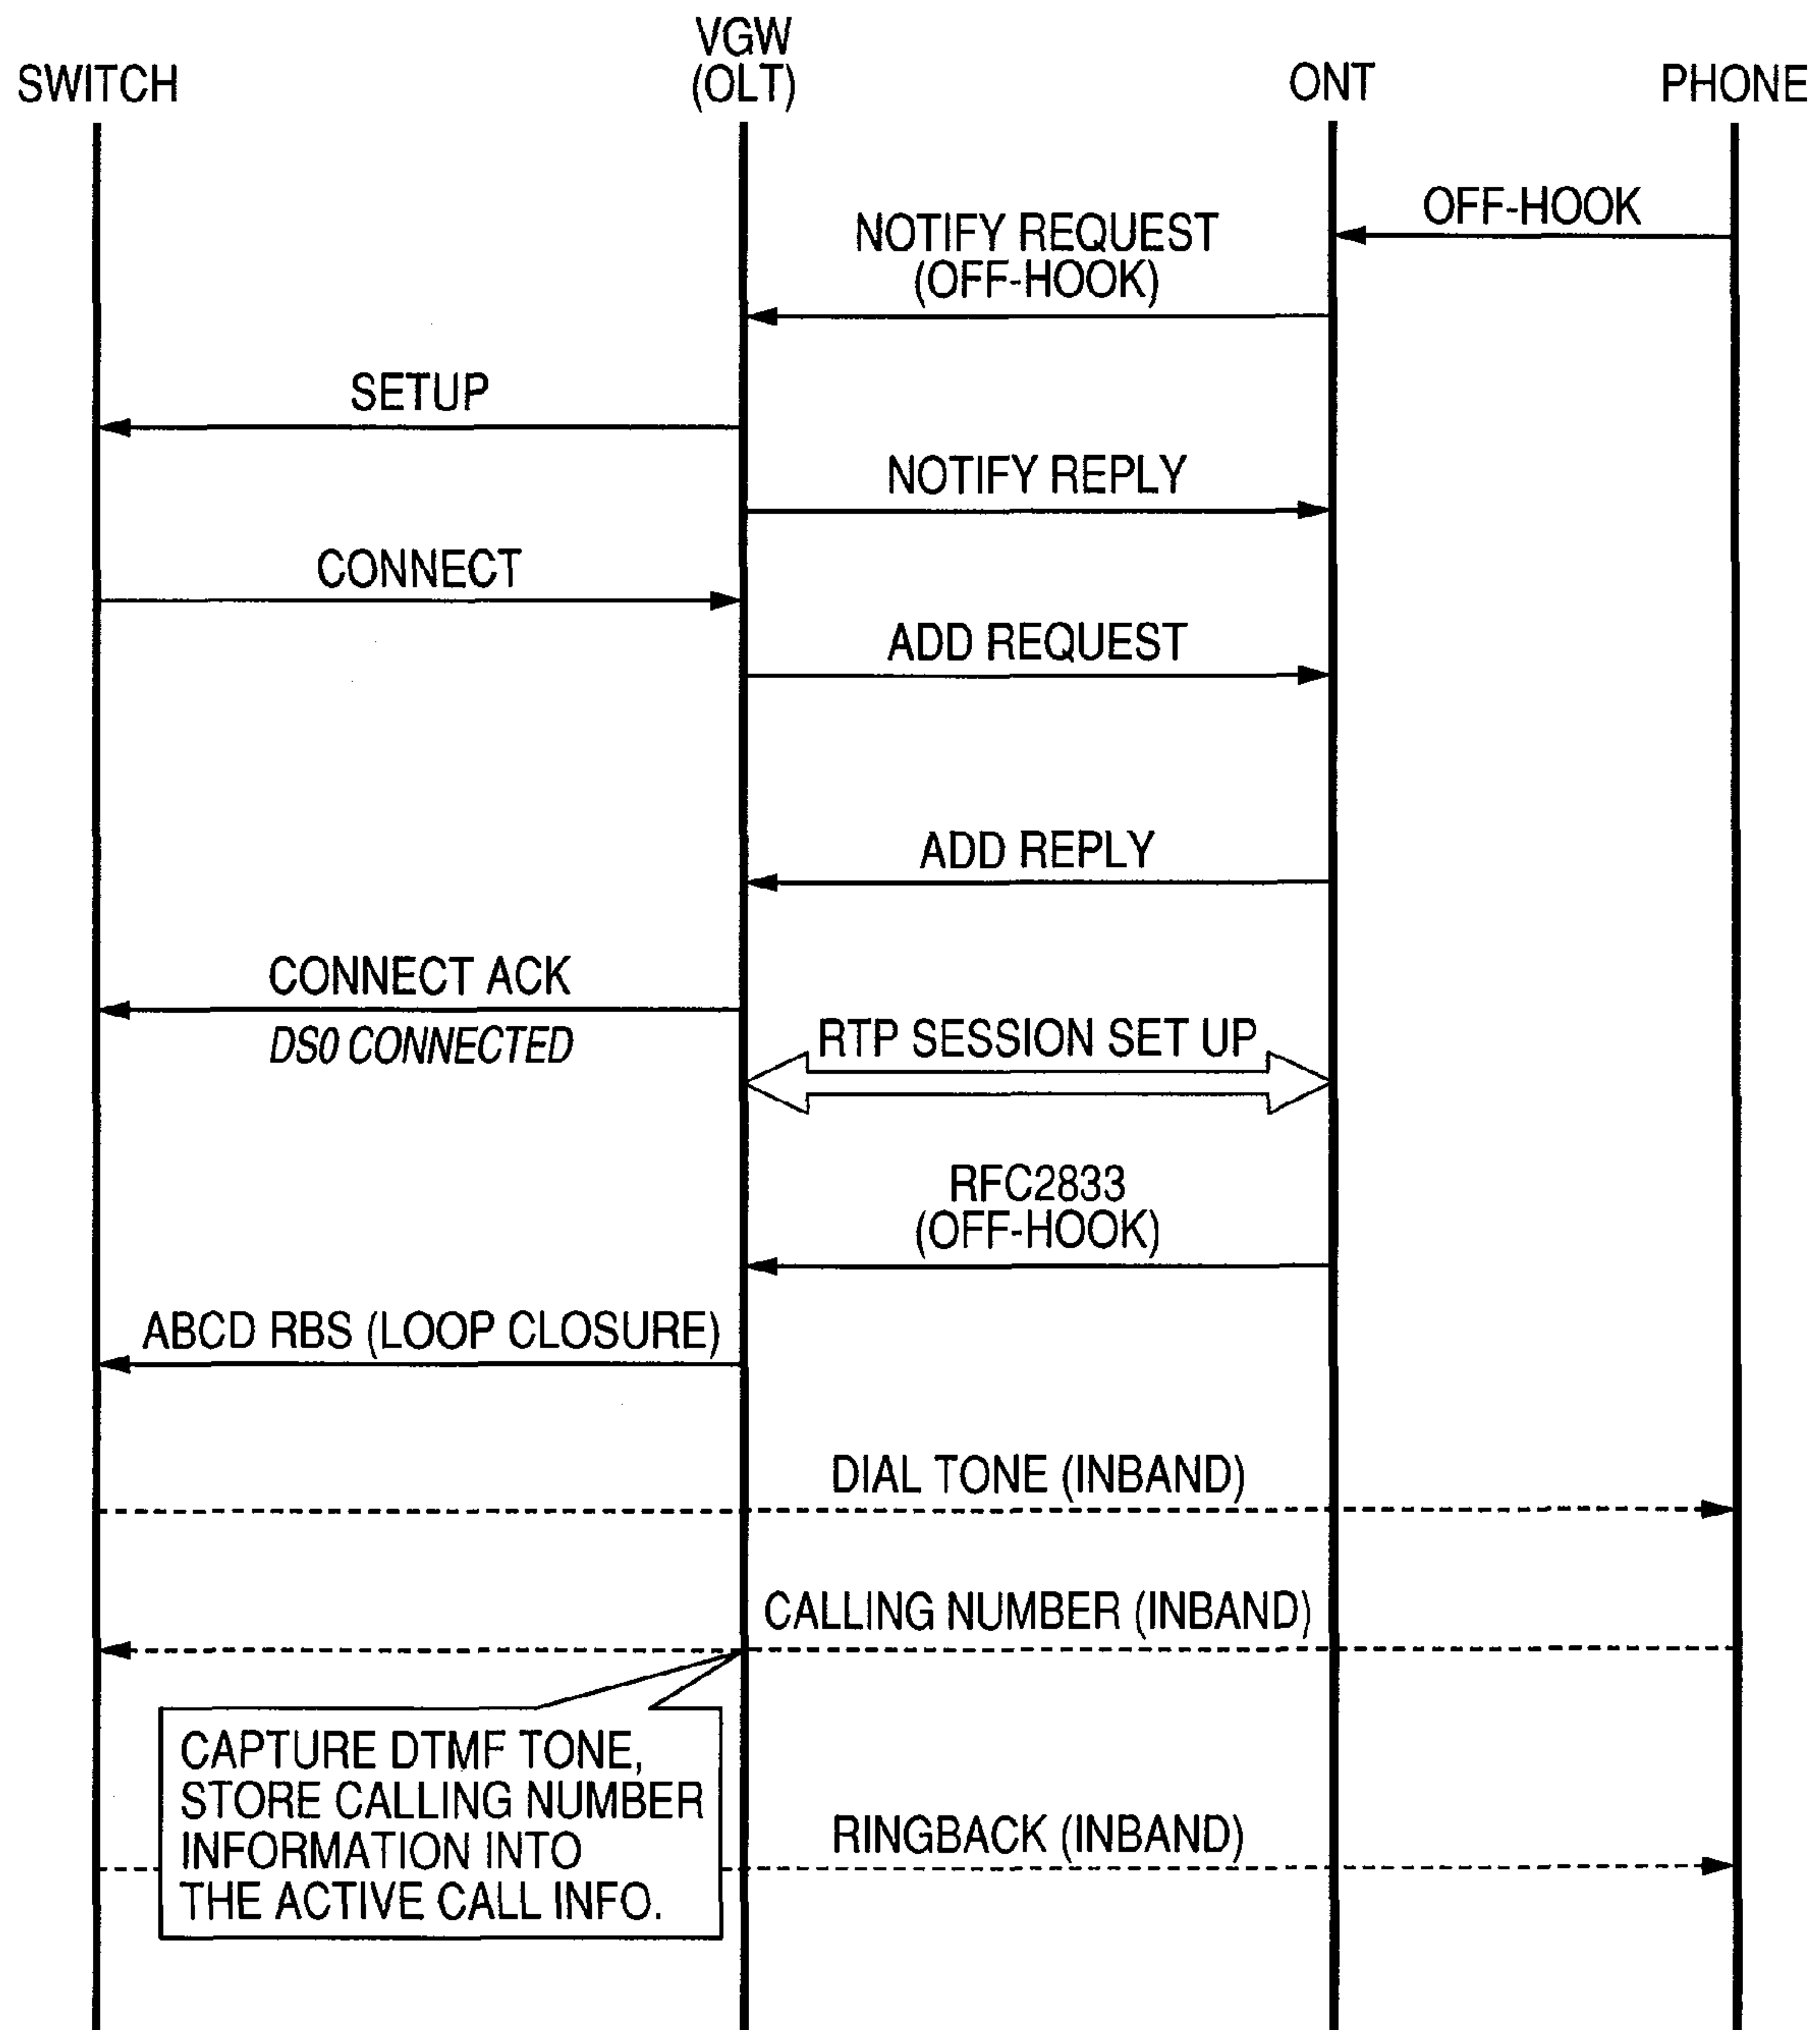 SWITCH
VGW
(OLT)
ONT
PHONE
OFF-HOOK
NOTIFY REQUEST
(OFF-HOOK)
SETUP
NOTIFY REPLY
CONNECT
ADD REQUEST
ADD REPLY
CONNECT ACK
DS0 CONNECTED
RTP SESSION SET UP
RFC2833
(OFF-HOOK)
ABCD RBS (LOOP CLOSURE)
DIAL TONE (INBAND)
CALLING NUMBER (INBAND)
CAPTURE DTMF TONE,
STORE CALLING NUMBER
INFORMATION INTO
THE ACTIVE CALL INFO.
RINGBACK (INBAND)